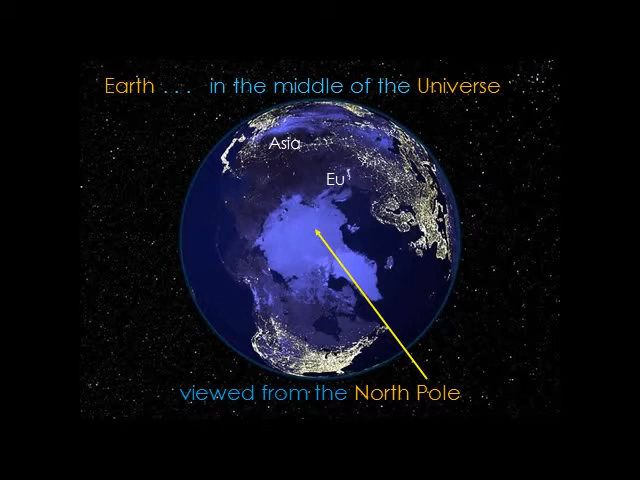 Earth . . . in the middle of the Universe
Asia
Eu
viewed from the North Pole